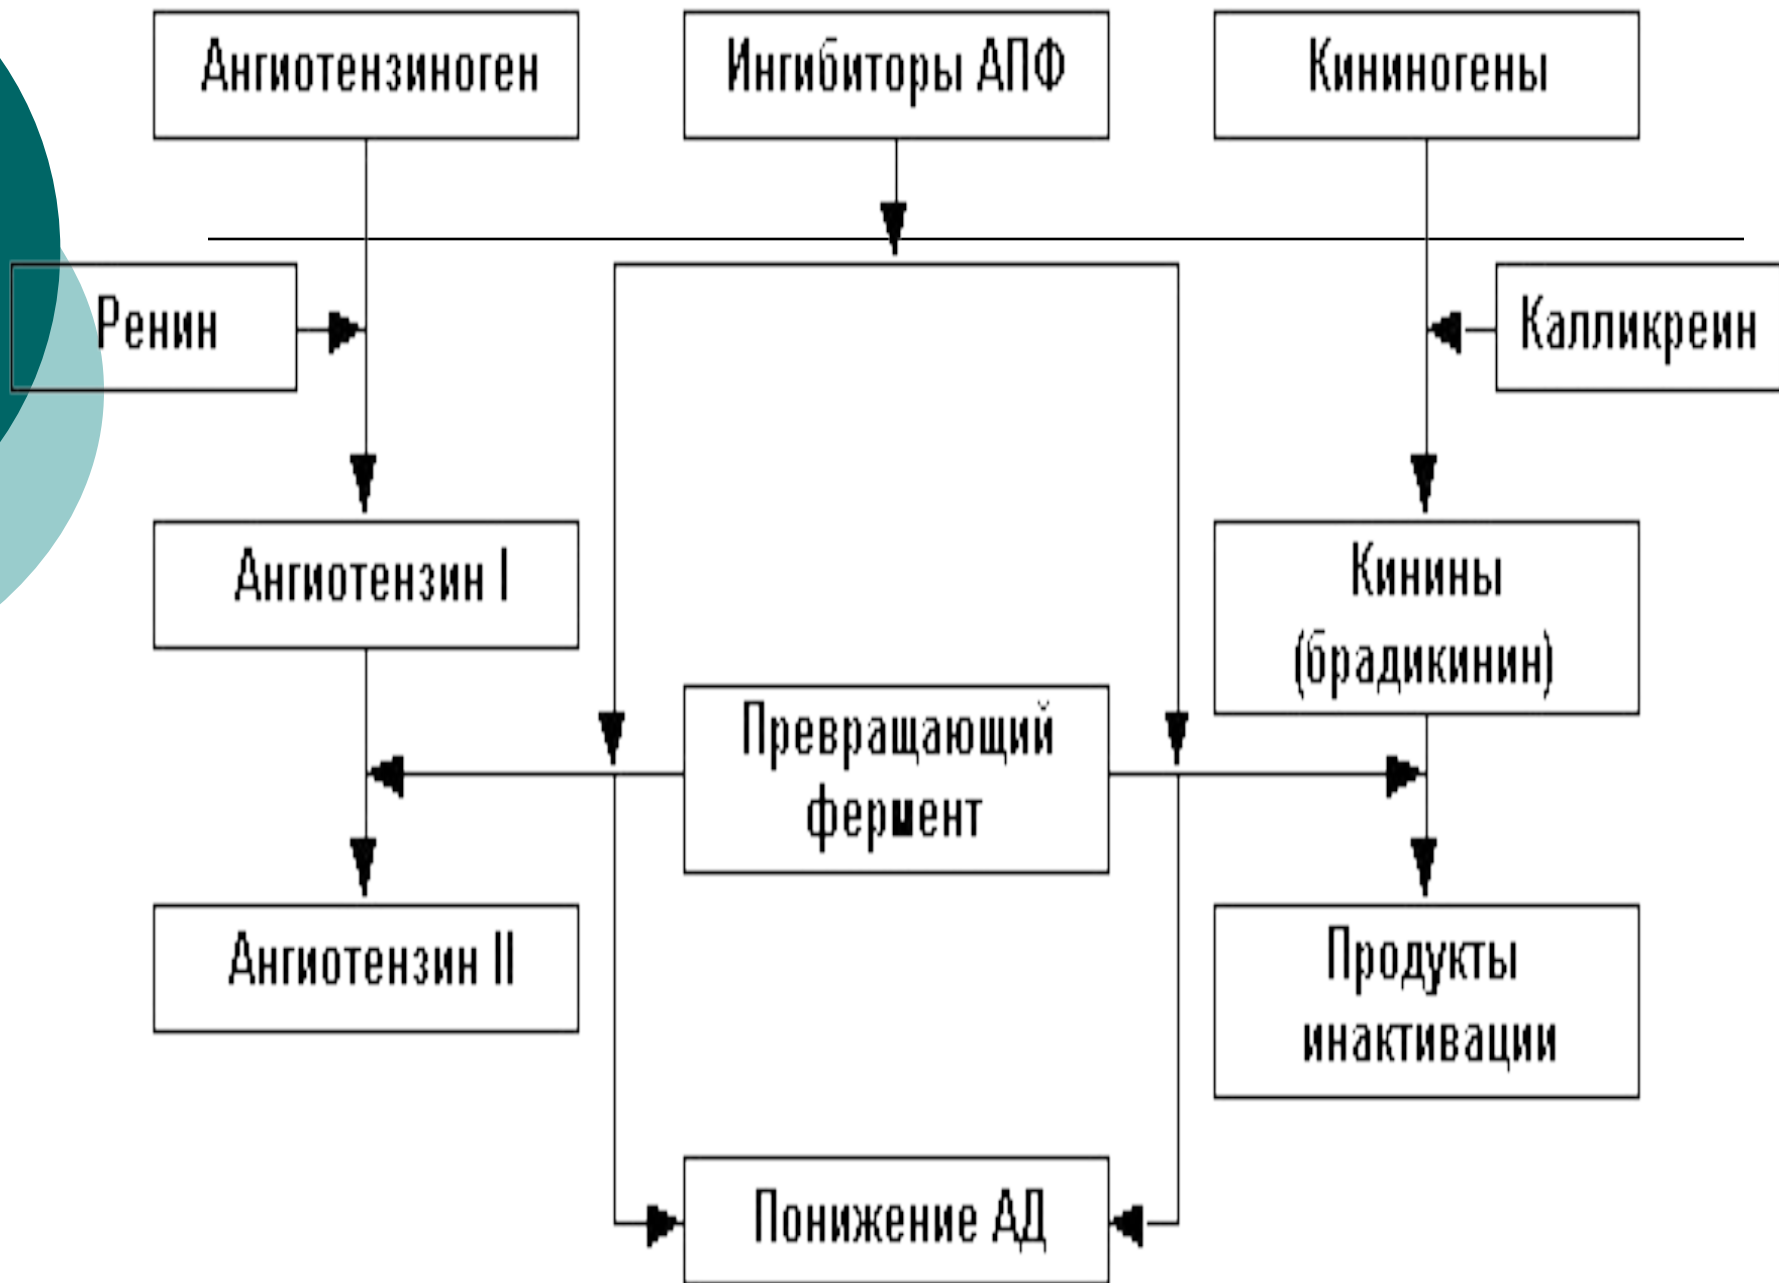 Ангиотензиноген
Ингибиторы АПФ
Кининогены
Ренин
Калликреин
Ангиотензин I
Кинины
(брадикинин)
Превращающий
фермент
Ангиотензин II
Продукты
инактивации
Понижение АД